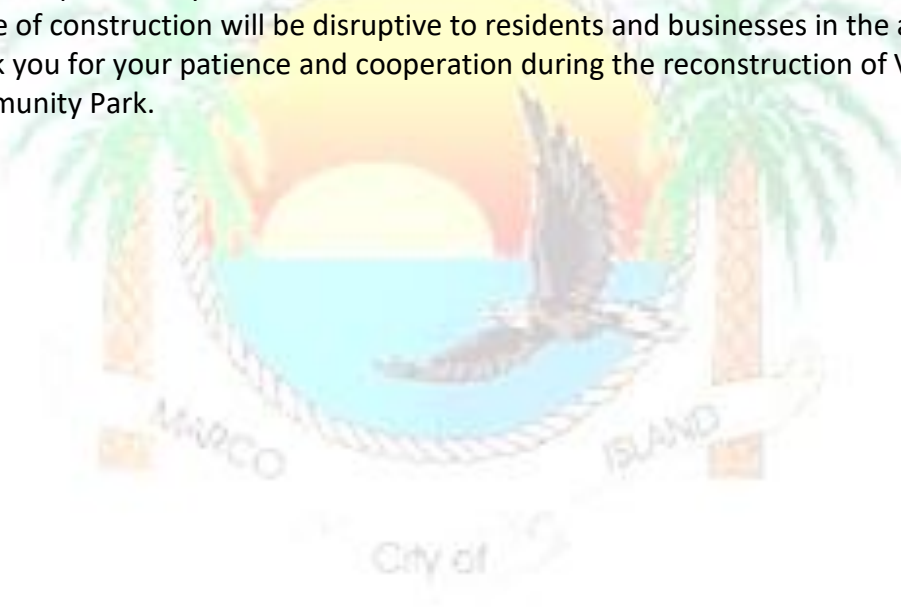 e of construction will be disruptive to residents and businesses in the a
k you for your patience and cooperation during the reconstruction of V
munity Park.
MARCO ISLAND
City of